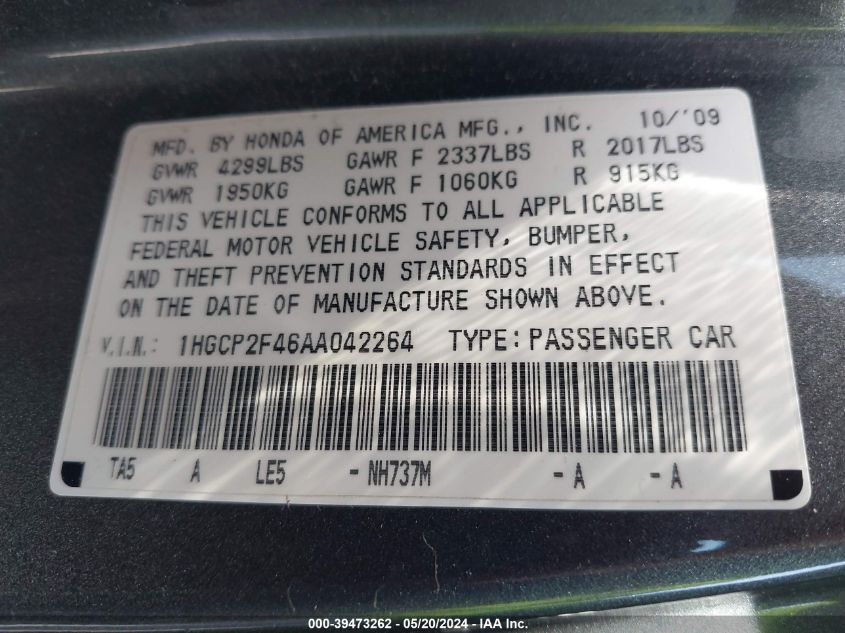 MFD. BY HONDA OF AMERICA MFG., INC. 10/'09
GVWR 4299LBS GAWR F 2337LBS R 2017LBS
GVWR 1950KG GAWR F 1060KG R 915KG
THIS VEHICLE CONFORMS TO ALL APPLICABLE
FEDERAL MOTOR VEHICLE SAFETY, BUMPER,
AND THEFT PREVENTION STANDARDS IN EFFECT
ON THE DATE OF MANUFACTURE SHOWN ABOVE.
V.I.N.: 1HGCP2F46AA042264 TYPE: PASSENGER CAR
TA5 A LE5 - NH737M - A - A
000-39473262 - 05/20/2024 - IAA Inc.